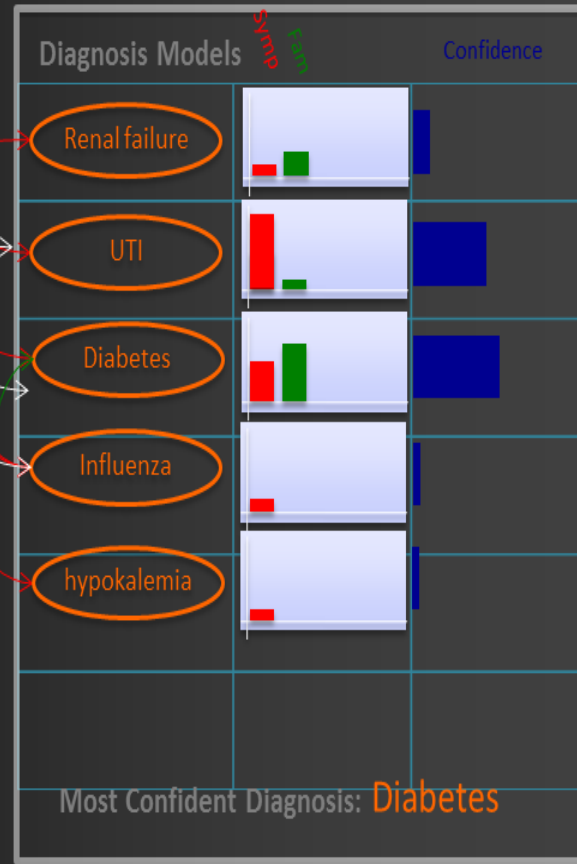 Symp
Fam
Diagnosis Models
Confidence
Renal failure
UTI
Diabetes
Influenza
hypokalemia
Most Confident Diagnosis: Diabetes